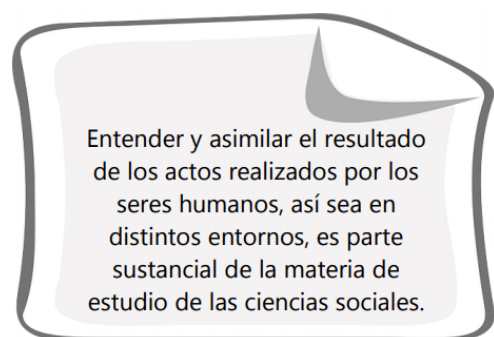 Entender y asimilar el resultado
de los actos realizados por los
seres humanos, así sea en
distintos entornos, es parte
sustancial de la materia de
estudio de las ciencias sociales.